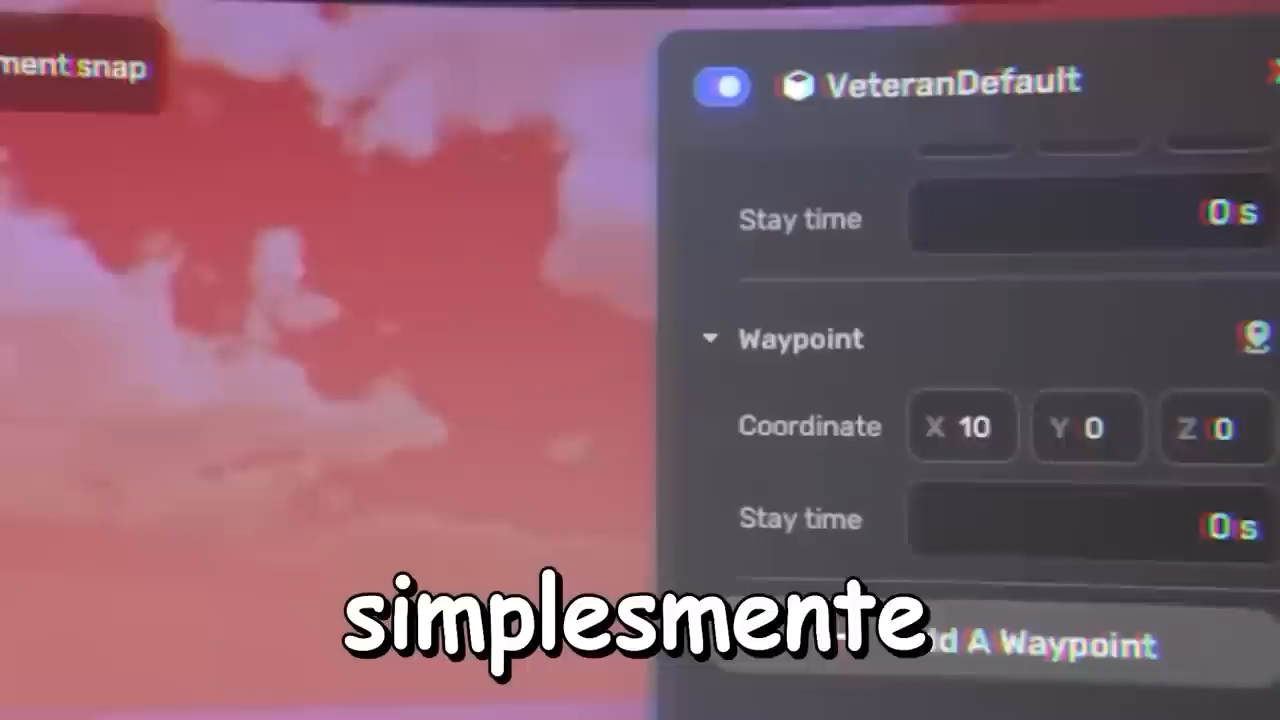 ment snap
VeteranDefault
Stay time
0 s
Waypoint
Coordinate X 10 Y 0 Z 0
Stay time
0 s
simplesmente
A Waypoint